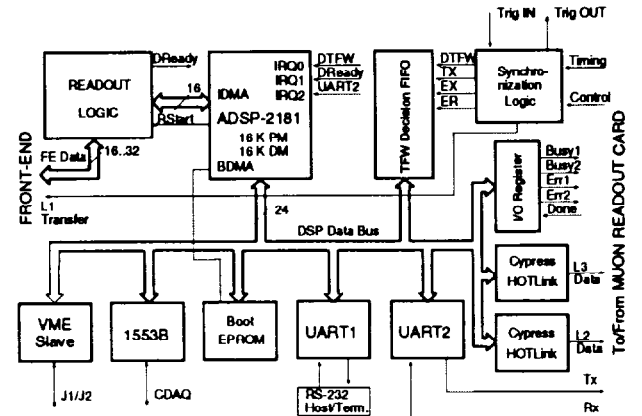 Trig IN
Trig OUT
READOUT
LOGIC
DReady
16
RStart
FE Data
16..32
FRONT-END
L1
Transfer
IRQ0
IRQ1
IRQ2
IDMA
ADSP-2181
16 K PM
16 K DM
BDMA
DTFW
DReady
UART2
TFW Decision FIFO
DTFW
TX
EX
ER
Synchro-
nization
Logic
Timing
Control
24
DSP Data Bus
I/O Register
Busy1
Busy2
Err1
Err2
Done
Cypress
HOTLink
L3
Data
Cypress
HOTLink
L2
Data
To/From MUON READOUT CARD
VME
Slave
1553B
Boot
EPROM
UART1
UART2
J1/J2
CDAQ
RS-232
Host/Term.
Tx
Rx